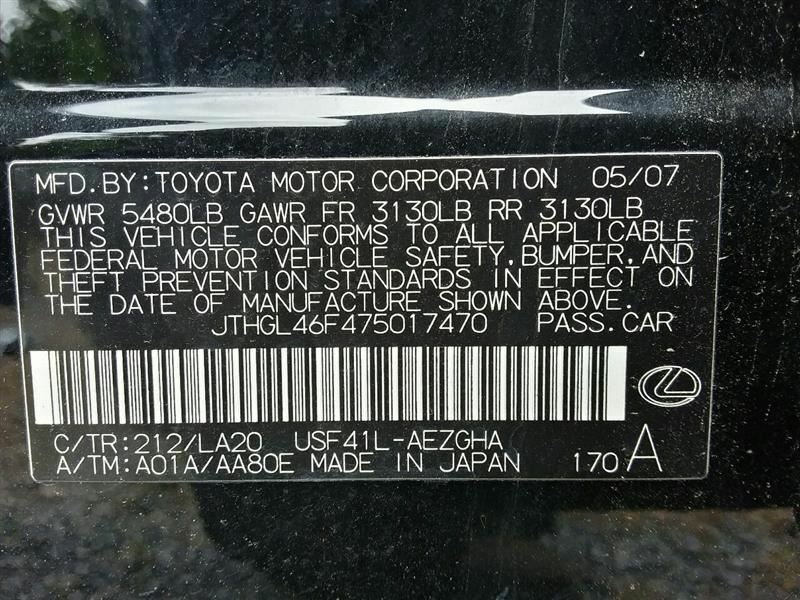 MFD.BY:TOYOTA MOTOR CORPORATION 05/07
GVWR 5480LB GAWR FR 3130LB RR 3130LB
THIS VEHICLE CONFORMS TO ALL APPLICABLE
FEDERAL MOTOR VEHICLE SAFETY,BUMPER,AND
THEFT PREVENTION STANDARDS IN EFFECT ON
THE DATE OF MANUFACTURE SHOWN ABOVE.
JTHGL46F475017470 PASS.CAR
C/TR:212/LA20 USF41L-AEZGHA
A/TM:A01A/AA80E MADE IN JAPAN 170 A